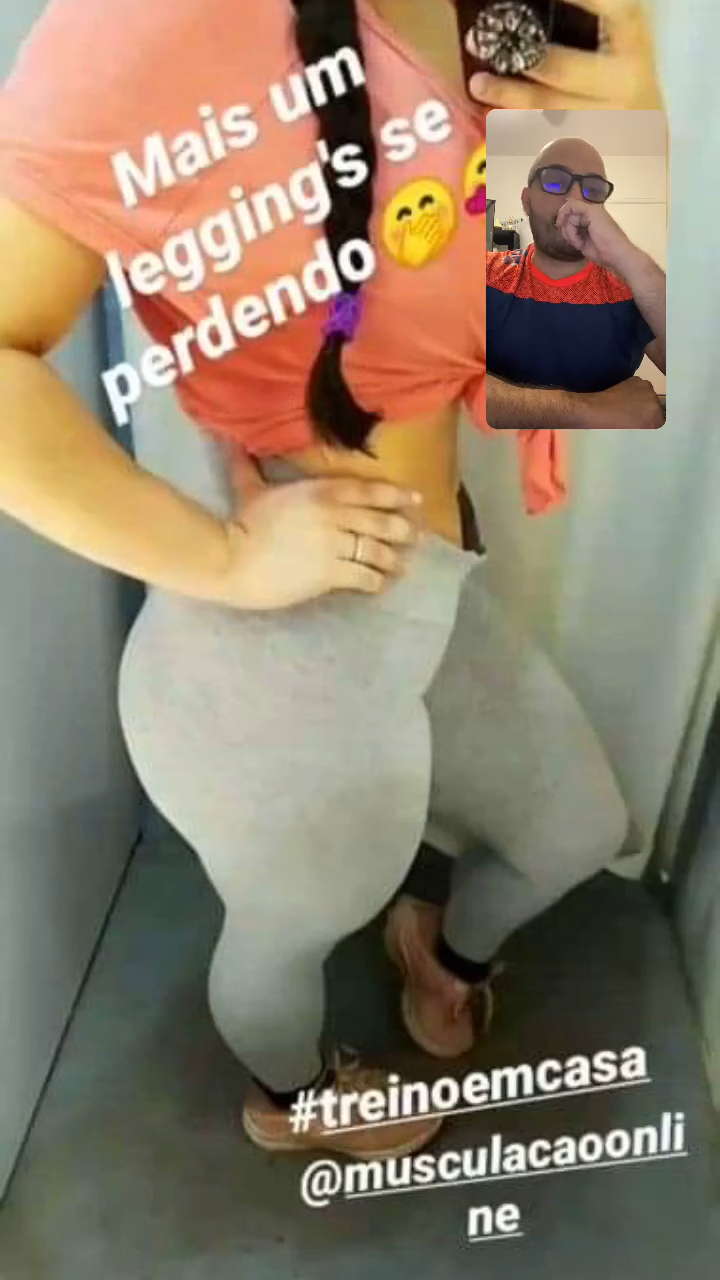 Mais um
legging's se
perdendo
#treinoemcasa
@musculacaoonli
ne